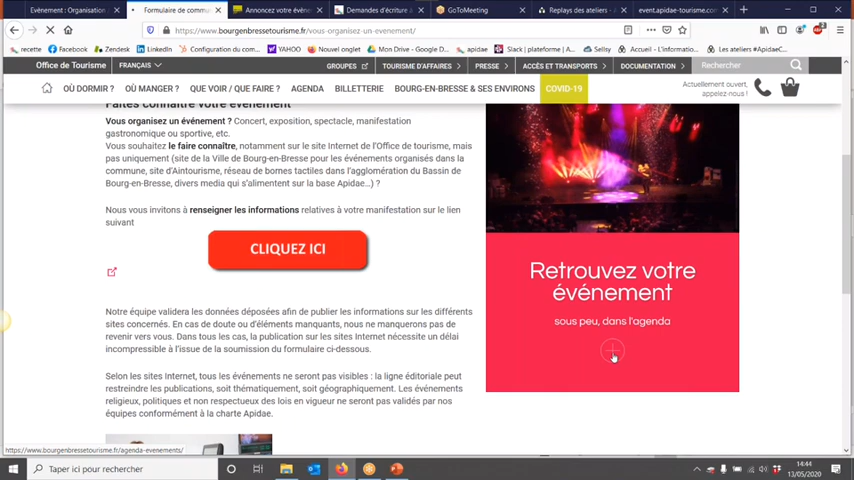 Evénement : Organisation
Formulaire de commu
Annoncez votre évén
Demandes d'écriture
GoToMeeting
Replays des ateliers - A
event.apidae-tourisme.com
https://www.bourgenbressetourisme.fr/vous-organisez-un-evenement/
recette
Facebook
Zendesk
LinkedIn
Configuration du com...
YAHOO
Nouvel onglet
Mon Drive - Google D...
apidae
Slack | plateforme | A...
Sellsy
Accueil - L'informatio...
Les ateliers #ApidaeC...
Office de Tourisme
FRANÇAIS
GROUPES
TOURISME D'AFFAIRES
PRESSE
ACCÈS ET TRANSPORTS
DOCUMENTATION
Rechercher
OÙ DORMIR ?
OÙ MANGER ?
QUE VOIR / QUE FAIRE ?
AGENDA
BILLETTERIE
BOURG-EN-BRESSE & SES ENVIRONS
COVID-19
Actuellement ouvert,
appelez-nous !
Faites connaître votre événement
Vous organisez un événement ? Concert, exposition, spectacle, manifestation
gastronomique ou sportive, etc.
Vous souhaitez le faire connaître, notamment sur le site Internet de l'Office de tourisme, mais
pas uniquement (site de la Ville de Bourg-en-Bresse pour les événements organisés dans la
commune, site d'Aintourisme, réseau de bornes tactiles dans l'agglomération du Bassin de
Bourg-en-Bresse, divers media qui s'alimentent sur la base Apidae...) ?
Nous vous invitons à renseigner les informations relatives à votre manifestation sur le lien
suivant
CLIQUEZ ICI
Notre équipe validera les données déposées afin de publier les informations sur les différents
sites concernés. En cas de doute ou d'éléments manquants, nous ne manquerons pas de
revenir vers vous. Dans tous les cas, la publication sur les sites Internet nécessite un délai
incompressible à l'issue de la soumission du formulaire ci-dessous.
Selon les sites Internet, tous les événements ne seront pas visibles : la ligne éditoriale peut
restreindre les publications, soit thématiquement, soit géographiquement. Les événements
religieux, politiques et non respectueux des lois en vigueur ne seront pas validés par nos
équipes conformément à la charte Apidae.
Retrouvez votre
événement
sous peu, dans l'agenda
https://www.bourgenbressetourisme.fr/agenda-evenements/
Taper ici pour rechercher
14:44
13/05/2020